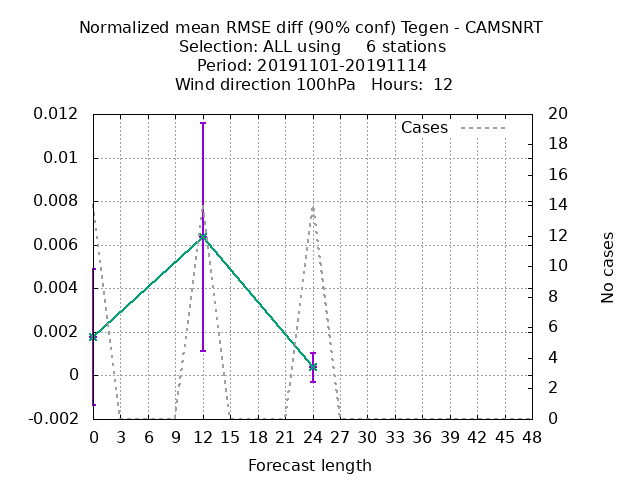 Normalized mean RMSE diff (90% conf) Tegen - CAMSNRT
Selection: ALL using 6 stations
Period: 20191101-20191114
Wind direction 100hPa Hours: 12
0.012
0.01
0.008
0.006
0.004
0.002
0
-0.002
Cases
20
18
16
14
12
10
8
6
4
2
0
No cases
0 3 6 9 12 15 18 21 24 27 30 33 36 39 42 45 48
Forecast length